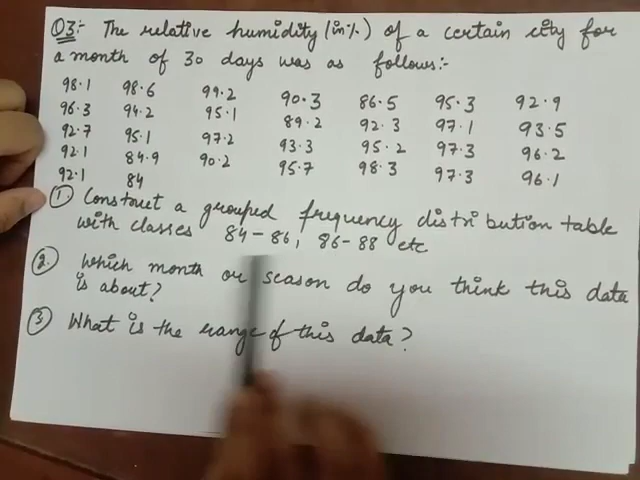 Q3:- The relative humidity (in %) of a certain city for
a month of 30 days was as follows:-
98.1 98.6 99.2 90.3 86.5 95.3 92.9
96.3 94.2 95.1 89.2 92.3 97.1 93.5
92.7 95.1 97.2 93.3 95.2 97.3 96.2
92.1 84.9 90.2 95.7 98.3 97.3 96.1
92.1 84
1. Construct a grouped frequency distribution table
with classes 84-86, 86-88 etc
2. Which month or season do you think this data
is about?
3 What is the range of this data?